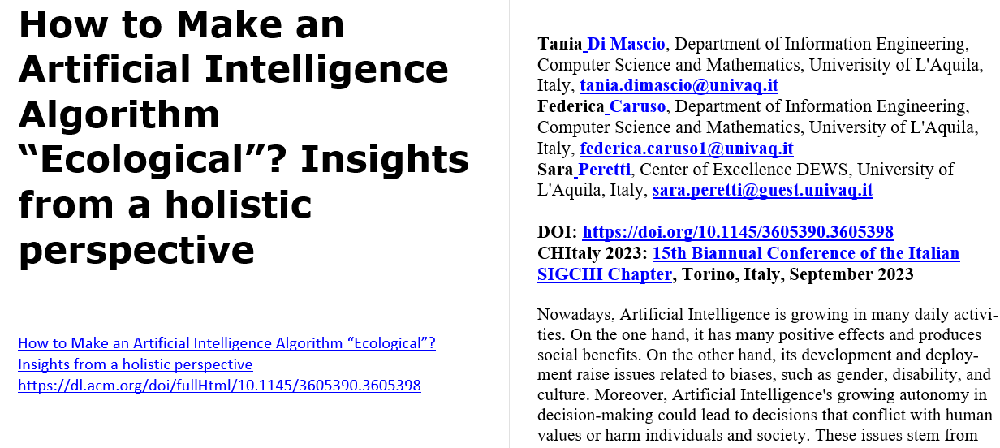 How to Make an
Artificial Intelligence
Algorithm
“Ecological”? Insights
from a holistic
perspective
How to Make an Artificial Intelligence Algorithm “Ecological”?
Insights from a holistic perspective
https://dl.acm.org/doi/fullHtml/10.1145/3605390.3605398
Tania Di Mascio, Department of Information Engineering,
Computer Science and Mathematics, Univerisity of L'Aquila,
Italy, tania.dimascio@univaq.it
Federica Caruso, Department of Information Engineering,
Computer Science and Mathematics, University of L'Aquila,
Italy, federica.caruso1@univaq.it
Sara Peretti, Center of Excellence DEWS, University of
L'Aquila, Italy, sara.peretti@guest.univaq.it
DOI: https://doi.org/10.1145/3605390.3605398
CHItaly 2023: 15th Biannual Conference of the Italian
SIGCHI Chapter, Torino, Italy, September 2023
Nowadays, Artificial Intelligence is growing in many daily activi-
ties. On the one hand, it has many positive effects and produces
social benefits. On the other hand, its development and deploy-
ment raise issues related to biases, such as gender, disability, and
culture. Moreover, Artificial Intelligence's growing autonomy in
decision-making could lead to decisions that conflict with human
values or harm individuals and society. These issues stem from